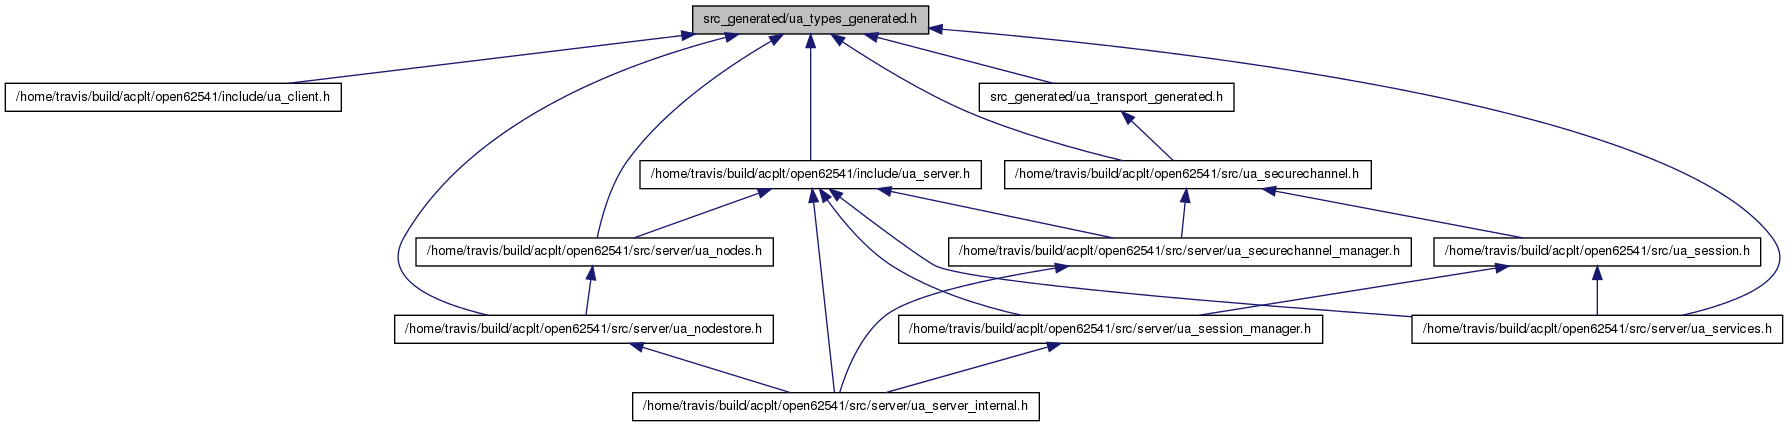 src_generated/ua_types_generated.h
/home/travis/build/acplt/open62541/include/ua_client.h
src_generated/ua_transport_generated.h
/home/travis/build/acplt/open62541/include/ua_server.h
/home/travis/build/acplt/open62541/src/ua_securechannel.h
/home/travis/build/acplt/open62541/src/server/ua_nodes.h
/home/travis/build/acplt/open62541/src/server/ua_securechannel_manager.h
/home/travis/build/acplt/open62541/src/ua_session.h
/home/travis/build/acplt/open62541/src/server/ua_nodestore.h
/home/travis/build/acplt/open62541/src/server/ua_session_manager.h
/home/travis/build/acplt/open62541/src/server/ua_services.h
/home/travis/build/acplt/open62541/src/server/ua_server_internal.h